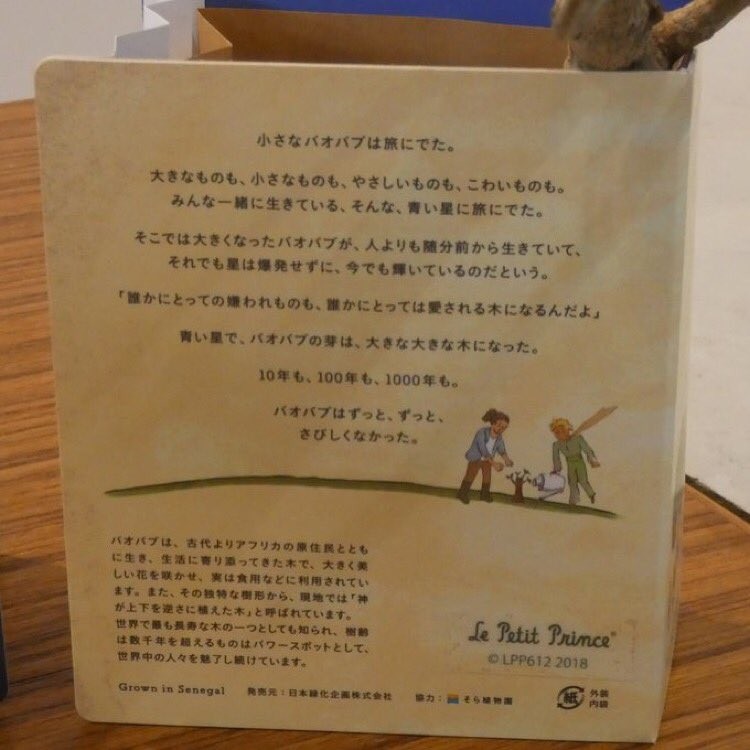 小さなバオバブは旅にでた。
大きなものも、小さなものも、やさしいものも、こわいものも。
みんな一緒に生きている、そんな、青い星に旅にでた。
そこでは大きくなったバオバブが、人よりも随分前から生きていて、
それでも星は爆発せずに、今でも輝いているのだという。
「誰かにとっての嫌われものも、誰かにとっては愛される木になるんだよ」
青い星で、バオバブの芽は、大きな大きな木になった。
10年も、100年も、1000年も。
バオバブはずっと、ずっと、
さびしくなかった。
バオバブは、古代よりアフリカの原住民ととも
に生き、生活に寄り添ってきた木で、大きく美
しい花を咲かせ、実は食用などに利用されてい
ます。また、その独特な樹形から、現地では「神
が上下を逆さに植えた木」と呼ばれています。
世界で最も長寿な木の一つとしても知られ、樹齢
は数千年を超えるものはパワースポットとして、
世界中の人々を魅了し続けています。
Le Petit Prince®
© LPP612 2018
Grown in Senegal 発売元：日本緑化企画株式会社 協力： そら植物園
紙 外装
内袋